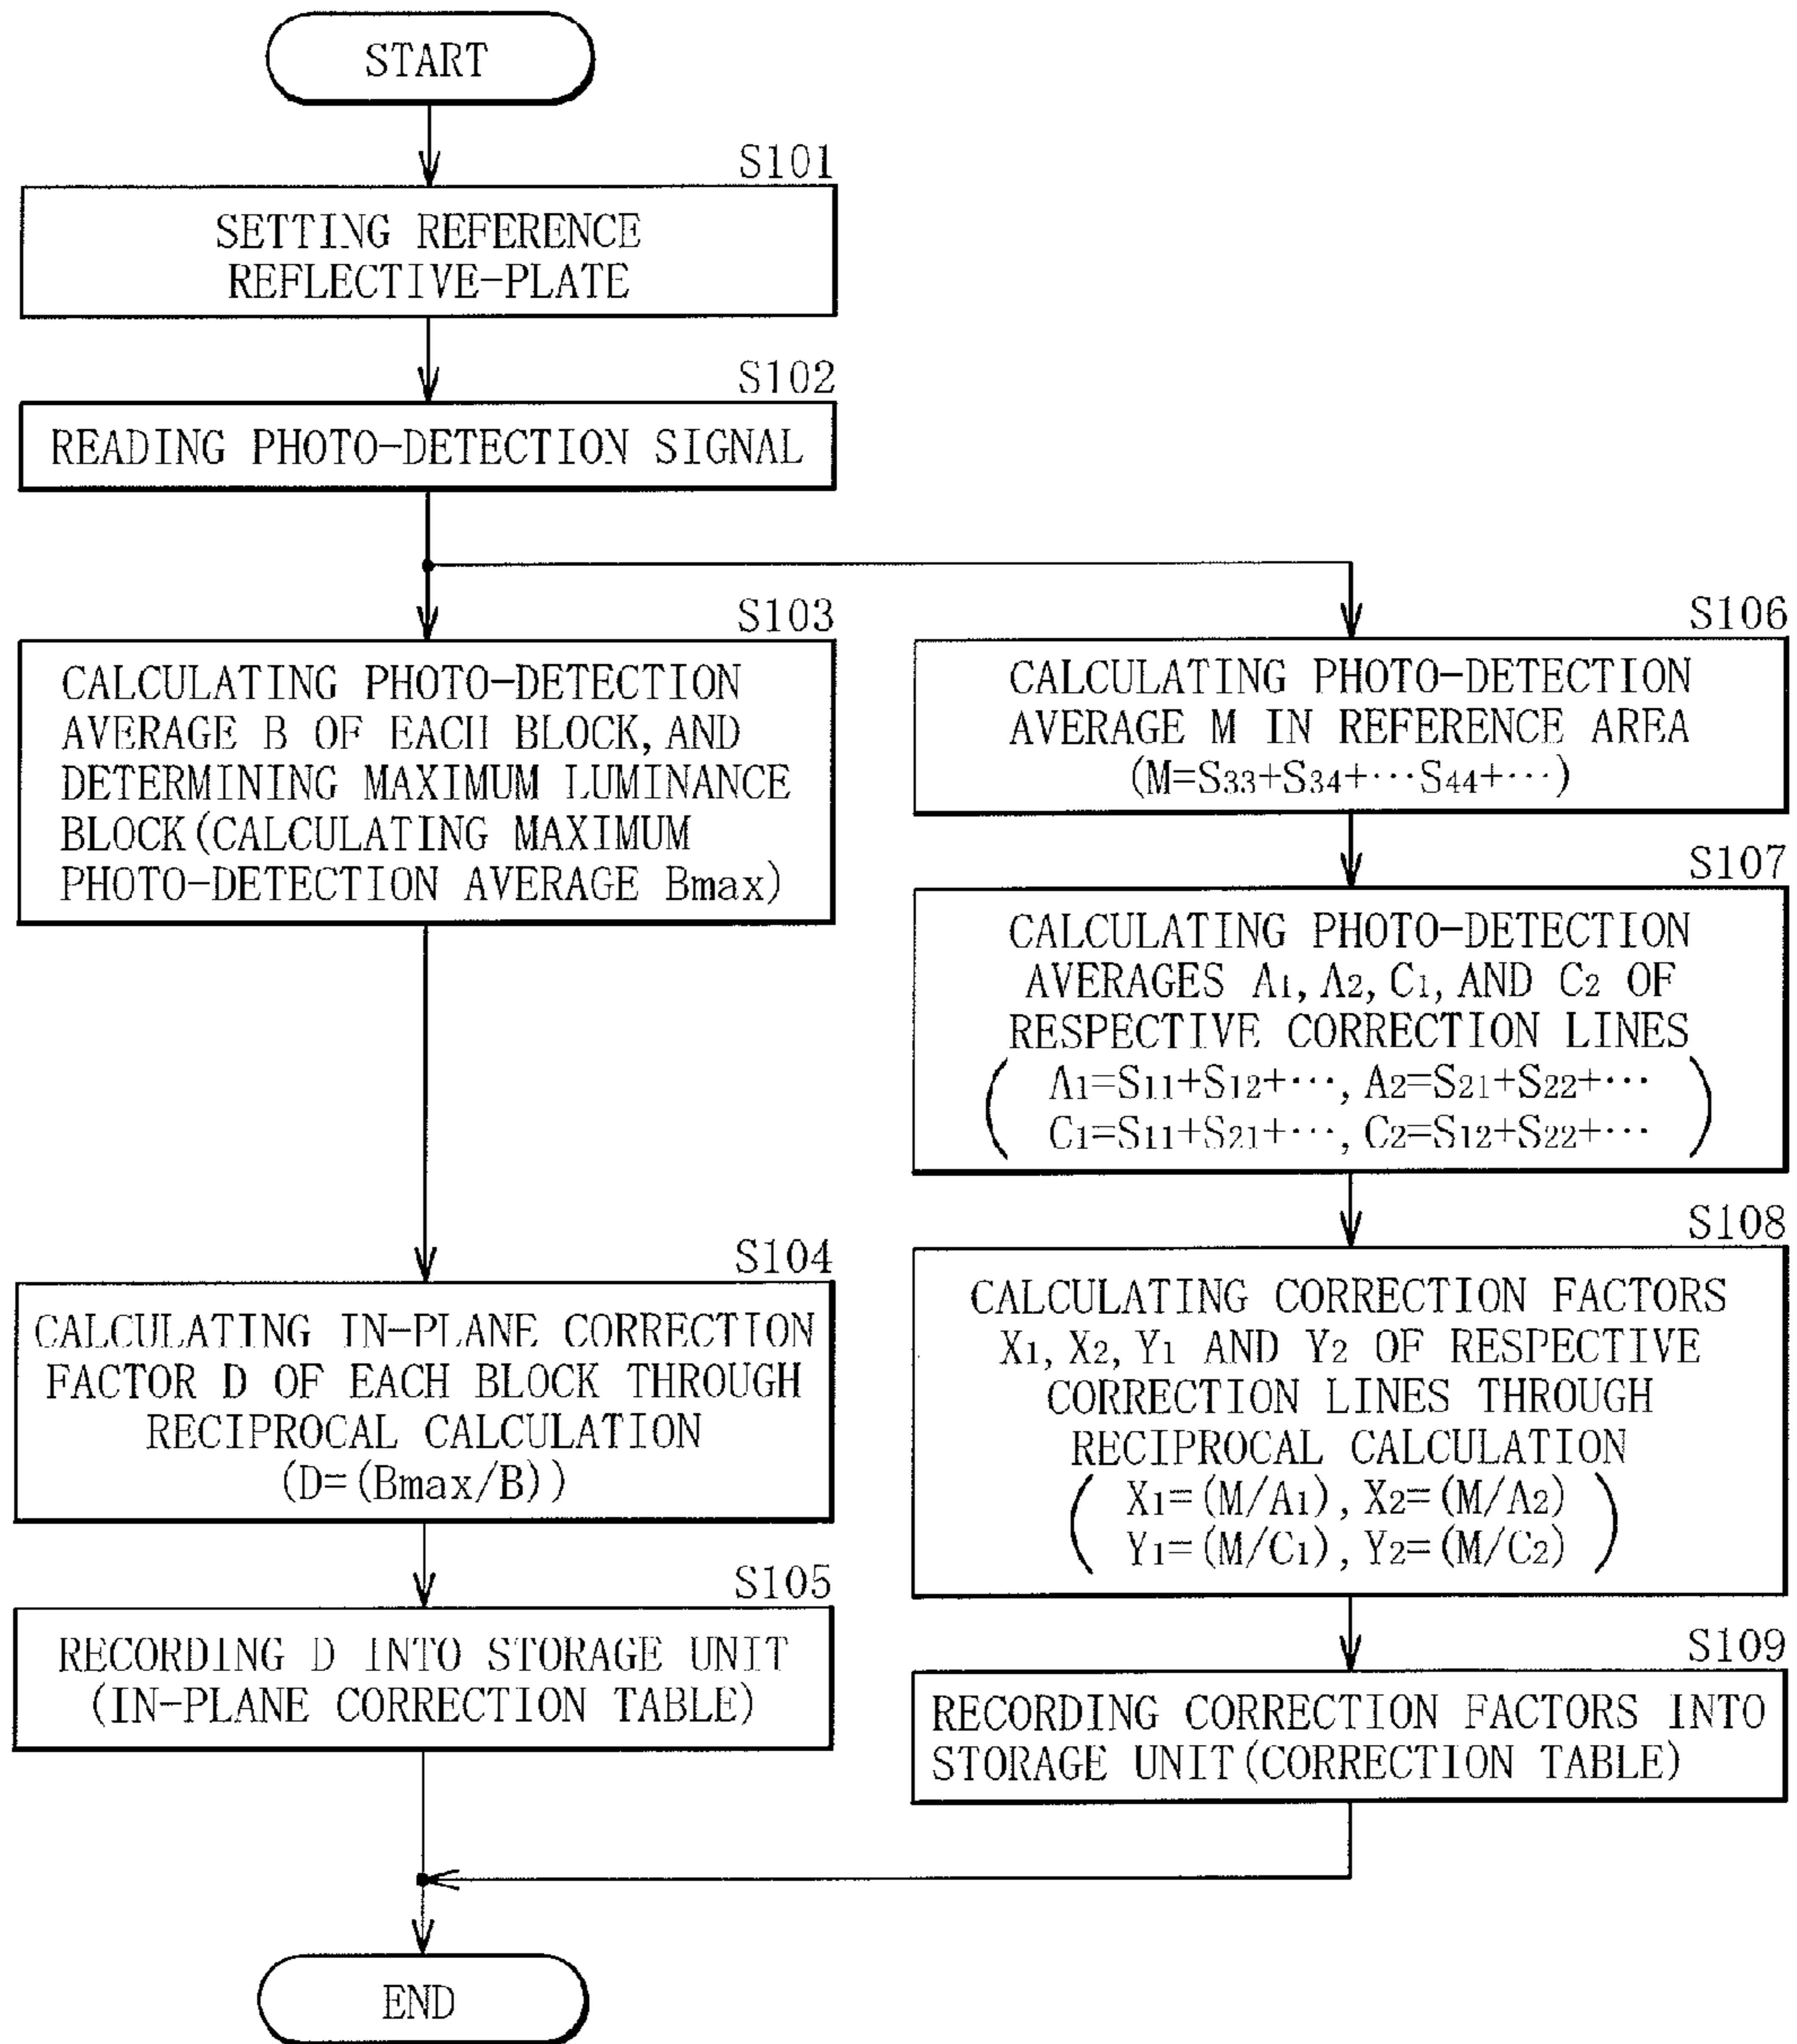 START
S101
SETTING REFERENCE
REFLECTIVE-PLATE
S102
READING PHOTO-DETECTION SIGNAL
S103
CALCULATING PHOTO-DETECTION
AVERAGE B OF EACH BLOCK, AND
DETERMINING MAXIMUM LUMINANCE
BLOCK(CALCULATING MAXIMUM
PHOTO-DETECTION AVERAGE Bmax)
S104
CALCULATING IN-PLANE CORRECTION
FACTOR D OF EACH BLOCK THROUGH
RECIPROCAL CALCULATION
(D=(Bmax/B))
S105
RECORDING D INTO STORAGE UNIT
(IN-PLANE CORRECTION TABLE)
S106
CALCULATING PHOTO-DETECTION
AVERAGE M IN REFERENCE AREA
(M=S33+S34+···S44+···)
S107
CALCULATING PHOTO-DETECTION
AVERAGES A1, A2, C1, AND C2 OF
RESPECTIVE CORRECTION LINES
(A1=S11+S12+···, A2=S21+S22+···
C1=S11+S21+···, C2=S12+S22+···)
S108
CALCULATING CORRECTION FACTORS
X1, X2, Y1 AND Y2 OF RESPECTIVE
CORRECTION LINES THROUGH
RECIPROCAL CALCULATION
(X1=(M/A1), X2=(M/A2)
Y1=(M/C1), Y2=(M/C2))
S109
RECORDING CORRECTION FACTORS INTO
STORAGE UNIT(CORRECTION TABLE)
END